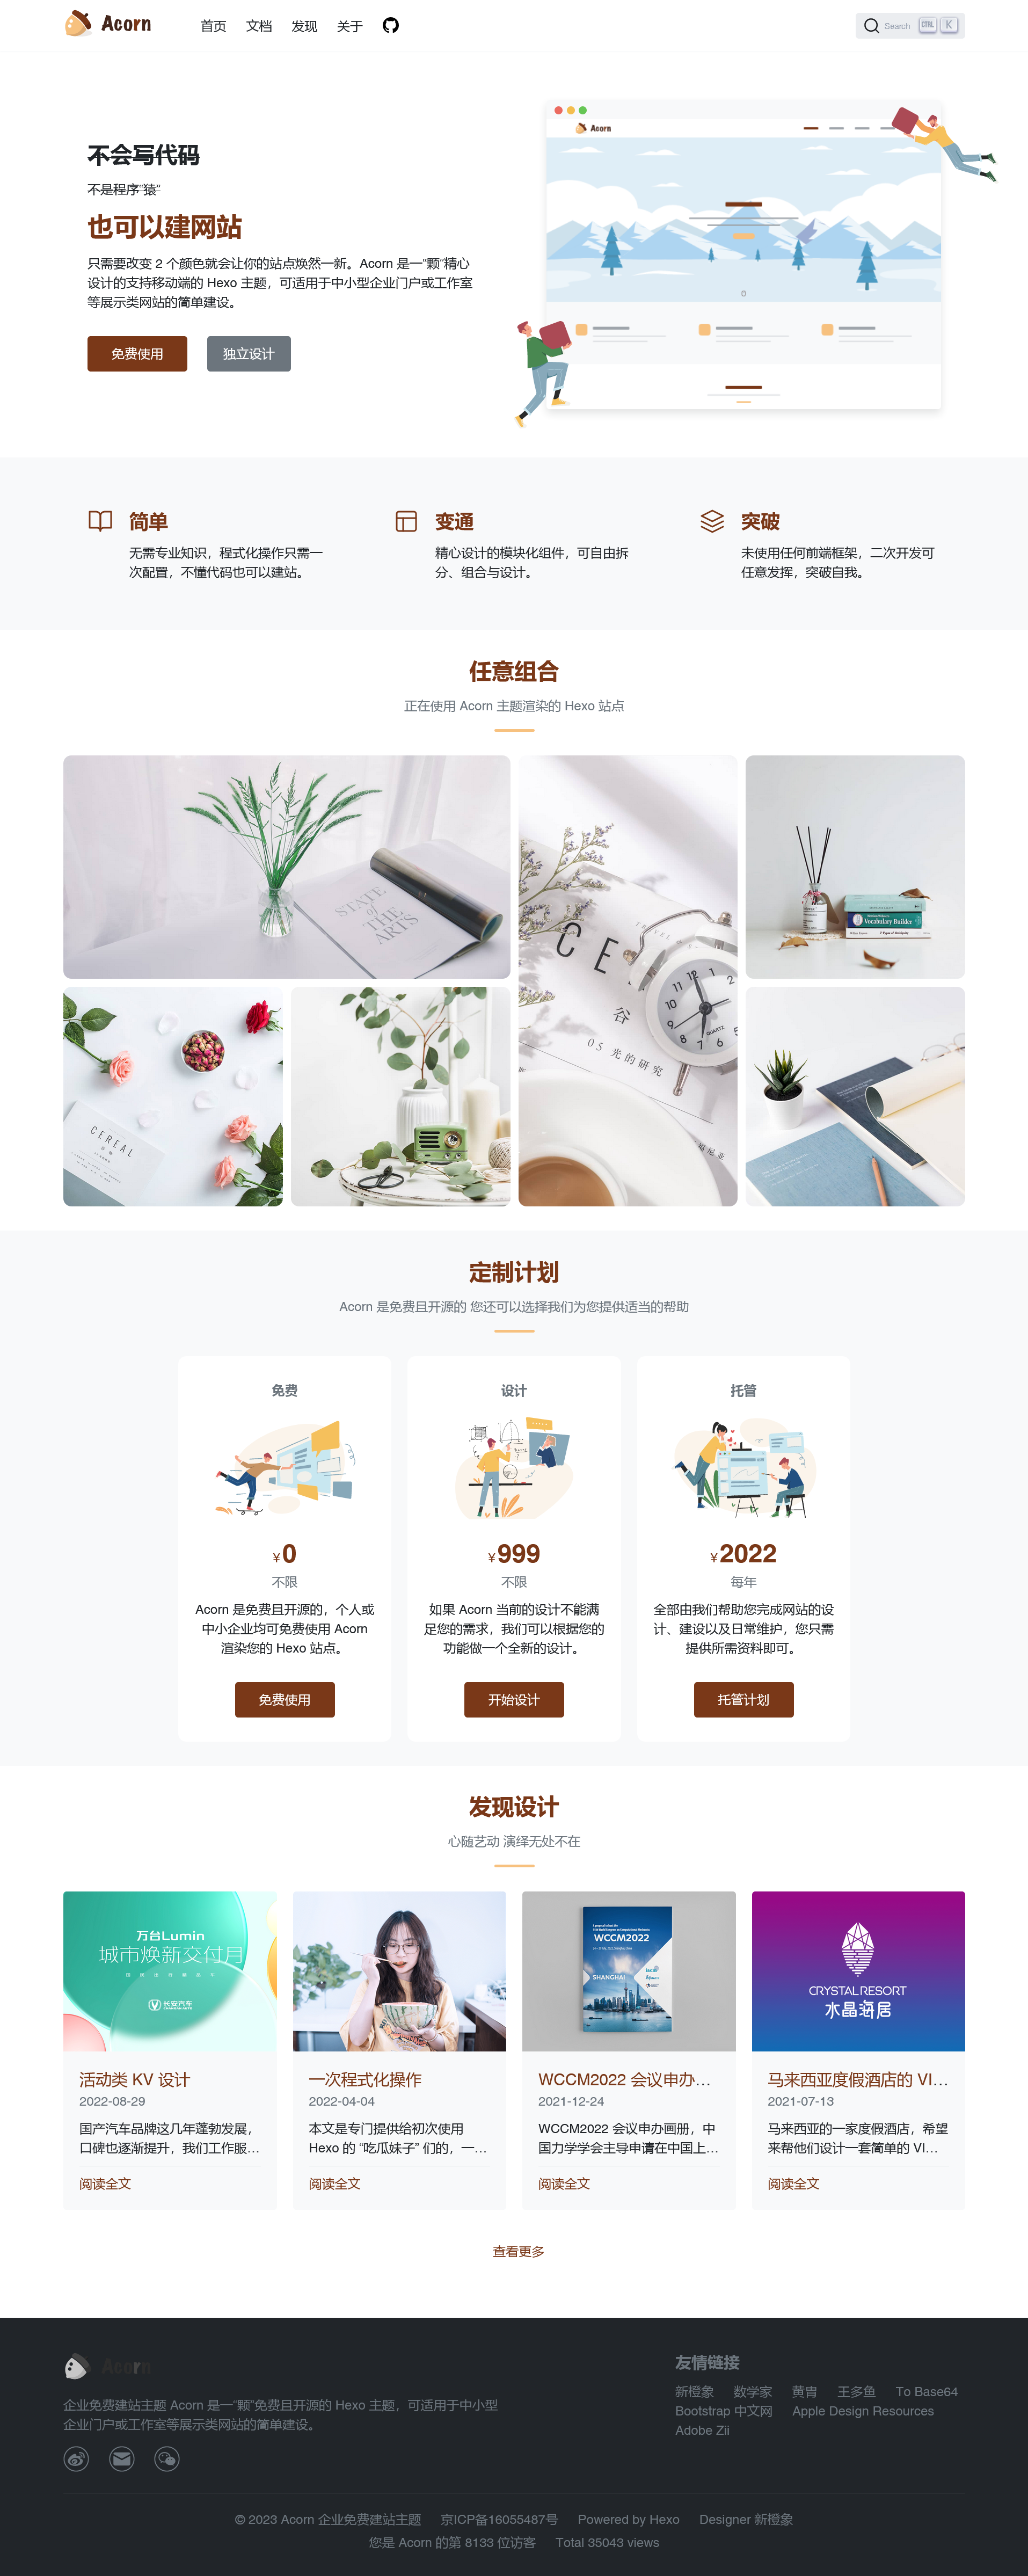 Acorn
首页 文档 发现 关于
Search CTRL K
不会写代码
不是程序“猿”
也可以建网站
只需要改变 2 个颜色就会让你的站点焕然一新。Acorn 是一“颗”精心
设计的支持移动端的 Hexo 主题，可适用于中小型企业门户或工作室
等展示类网站的简单建设。
免费使用 独立设计
Acorn
简单
无需专业知识，程式化操作只需一
次配置，不懂代码也可以建站。
变通
精心设计的模块化组件，可自由拆
分、组合与设计。
突破
未使用任何前端框架，二次开发可
任意发挥，突破自我。
任意组合
正在使用 Acorn 主题渲染的 Hexo 站点
STATE
of
THE
ARTS
CE
谷
05 光的研究
QUARTZ
Vocabulary Builder
CEREAL
定制计划
Acorn 是免费且开源的 您还可以选择我们为您提供适当的帮助
免费
¥0
不限
Acorn 是免费且开源的，个人或
中小企业均可免费使用 Acorn
渲染您的 Hexo 站点。
免费使用
设计
¥999
不限
如果 Acorn 当前的设计不能满
足您的需求，我们可以根据您的
功能做一个全新的设计。
开始设计
托管
¥2022
每年
全部由我们帮助您完成网站的设
计、建设以及日常维护，您只需
提供所需资料即可。
托管计划
发现设计
心随艺动 演绎无处不在
万台Lumin
城市焕新交付月
长安汽车
活动类 KV 设计
2022-08-29
国产汽车品牌这几年蓬勃发展，
口碑也逐渐提升，我们工作服…
阅读全文
一次程式化操作
2022-04-04
本文是专门提供给初次使用
Hexo 的 “吃瓜妹子” 们的，一…
阅读全文
WCCM2022
SHANGHAI
WCCM2022 会议申办…
2021-12-24
WCCM2022 会议申办画册，中
国力学学会主导申请在中国上…
阅读全文
CRYSTAL RESORT
水晶海居
马来西亚度假酒店的 VI…
2021-07-13
马来西亚的一家度假酒店，希望
来帮他们设计一套简单的 VI…
阅读全文
查看更多
Acorn
企业免费建站主题 Acorn 是一“颗”免费且开源的 Hexo 主题，可适用于中小型
企业门户或工作室等展示类网站的简单建设。
友情链接
新橙象 数学家 黄胄 王多鱼 To Base64
Bootstrap 中文网 Apple Design Resources
Adobe Zii
© 2023 Acorn 企业免费建站主题 京ICP备16055487号 Powered by Hexo Designer 新橙象
您是 Acorn 的第 8133 位访客 Total 35043 views